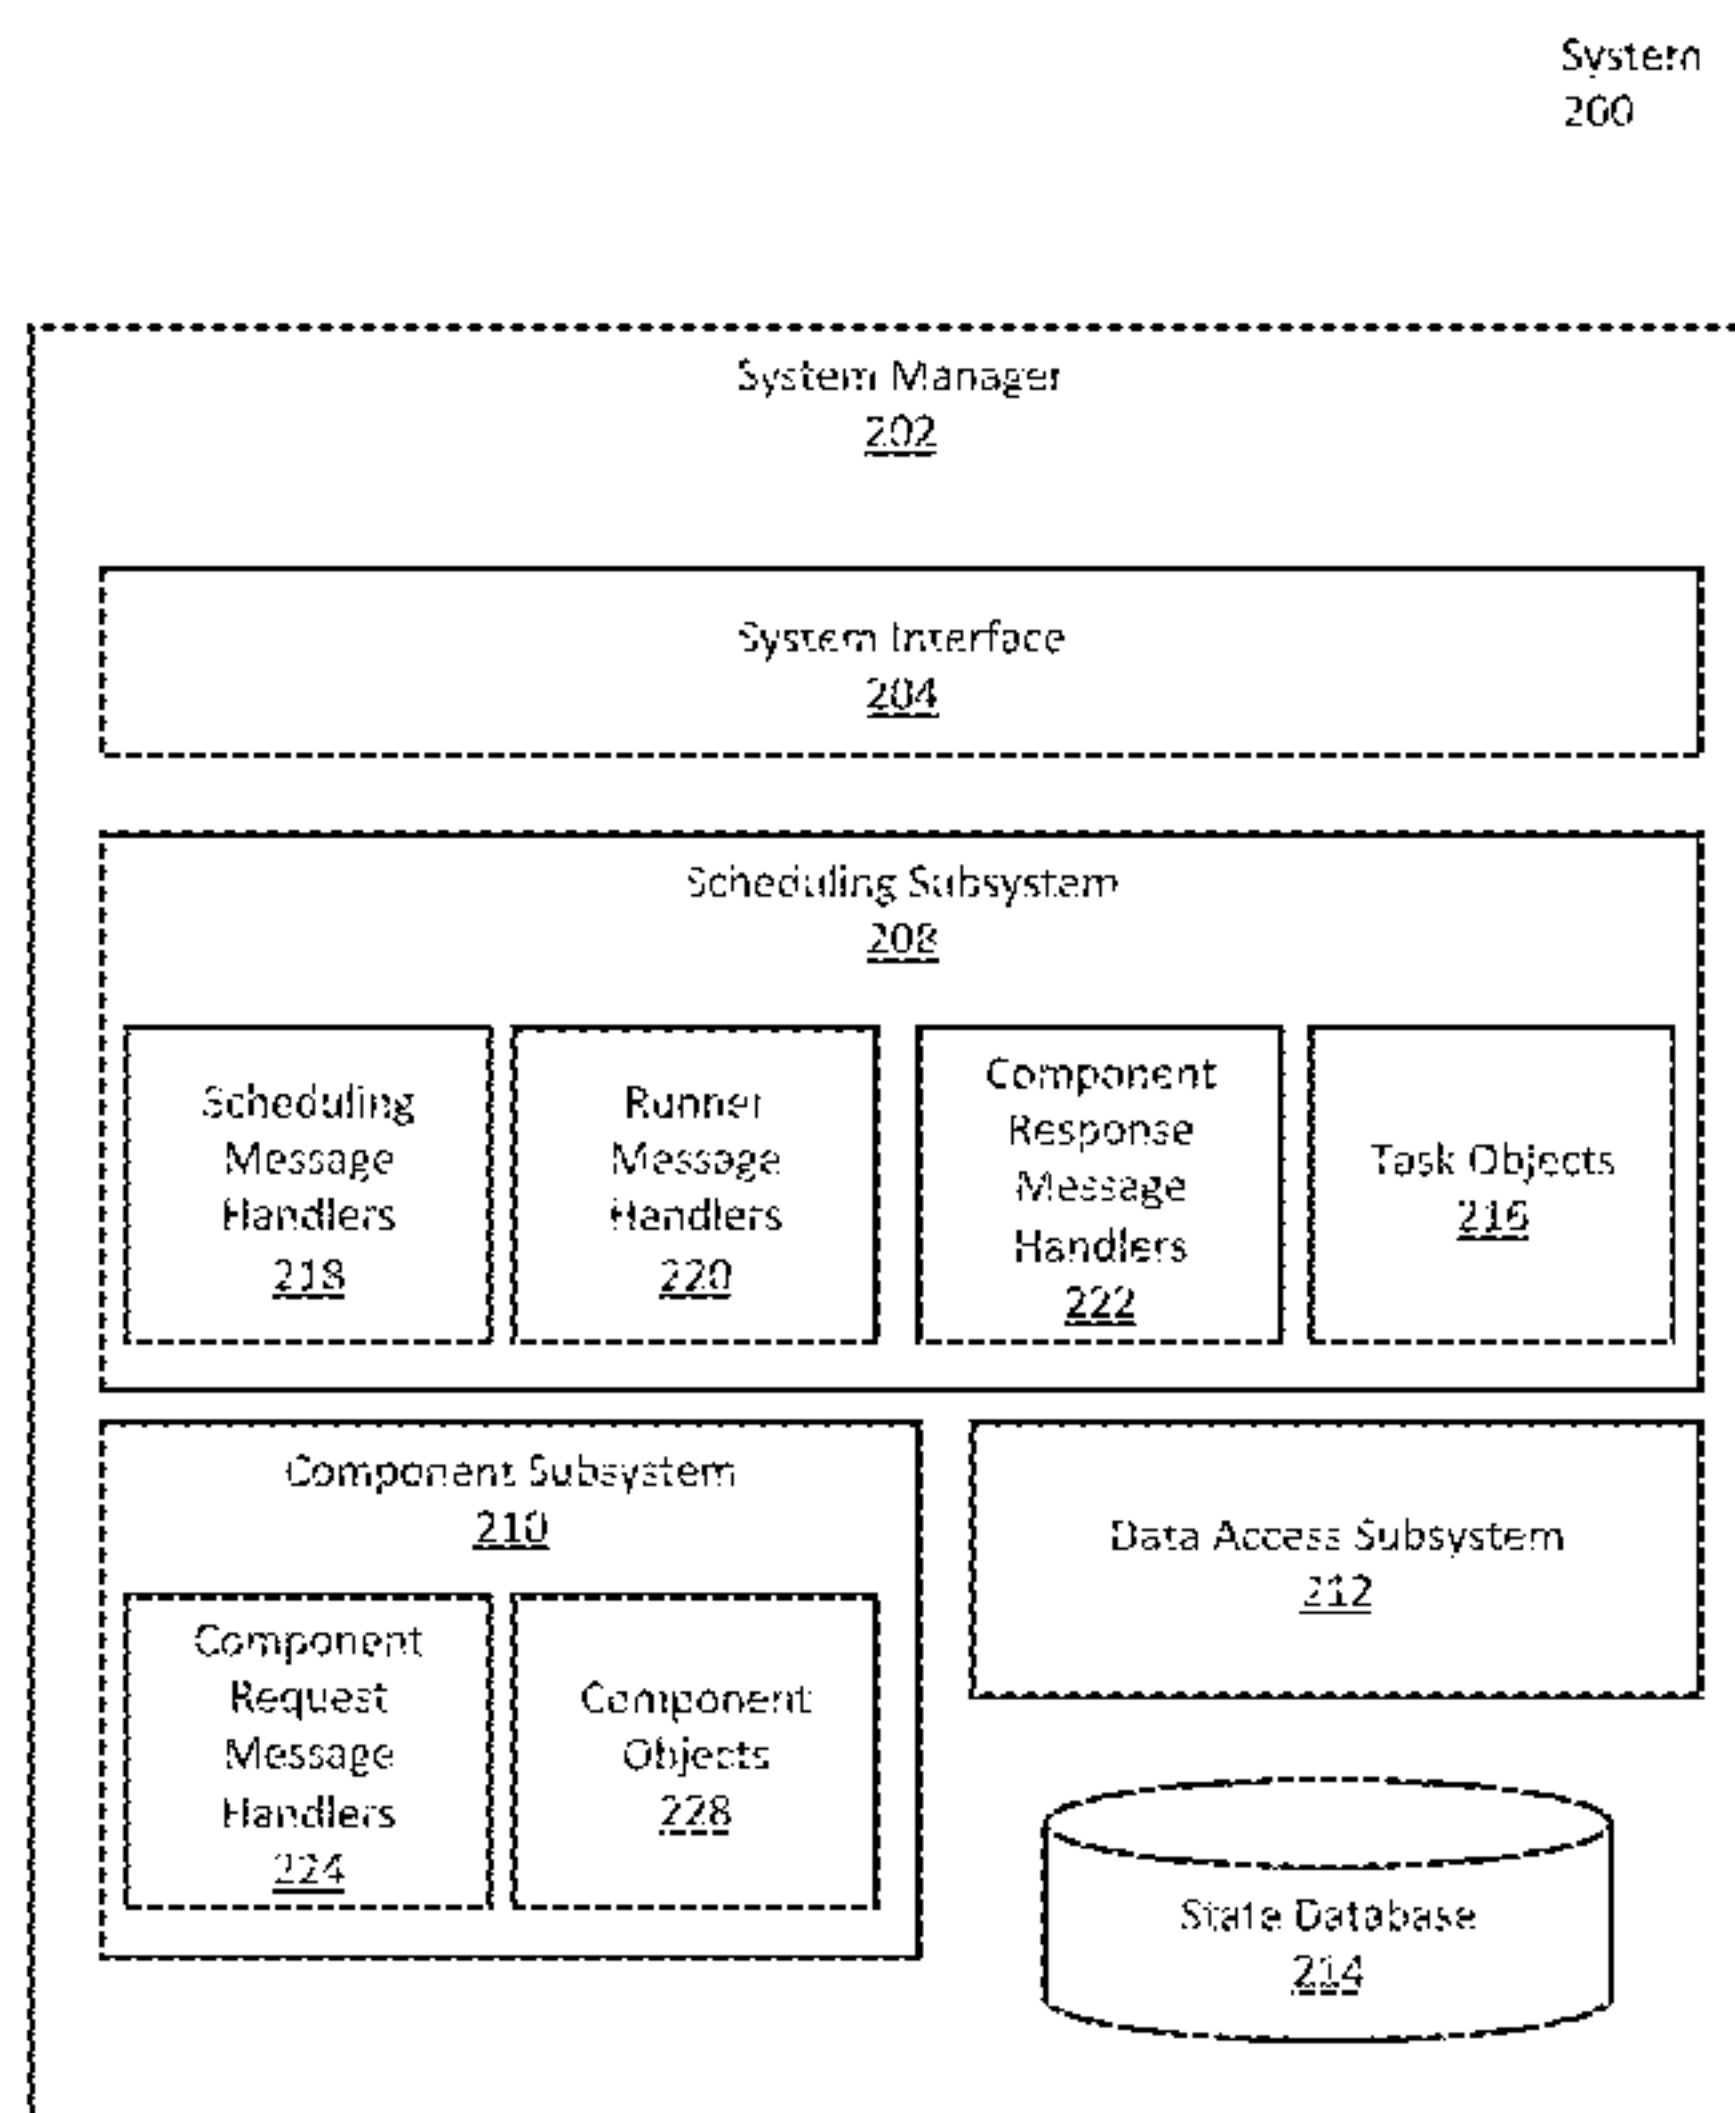 System
200
System Manager
202
System Interface
204
Scheduling Subsystem
208
Scheduling
Message
Handlers
218
Runner
Message
Handlers
220
Component
Response
Message
Handlers
222
Task Objects
216
Component Subsystem
210
Component
Request
Message
Handlers
224
Component
Objects
228
Data Access Subsystem
212
State Database
214